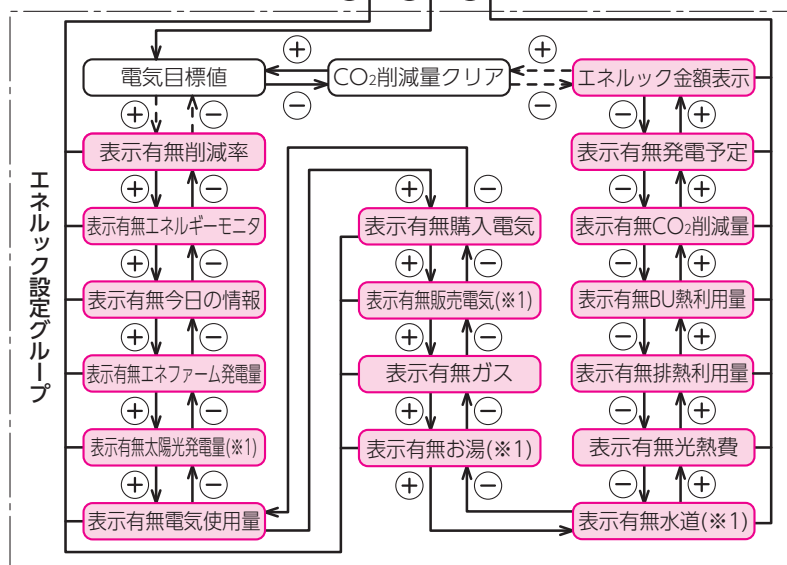 エネルック設定グループ
電気目標値
CO₂削減量クリア
エネルック金額表示
+
−
+
−
+
−
表示有無削減率
+
−
表示有無エネルギーモニタ
+
−
表示有無今日の情報
+
−
表示有無エネファーム発電量
+
−
表示有無太陽光発電量(※1)
+
−
表示有無電気使用量
+
−
表示有無購入電気
+
−
表示有無販売電気(※1)
+
−
表示有無ガス
+
−
表示有無お湯(※1)
+
−
−
+
表示有無発電予定
−
+
表示有無CO₂削減量
−
+
表示有無BU熱利用量
−
+
表示有無排熱利用量
−
+
表示有無光熱費
−
+
表示有無水道(※1)